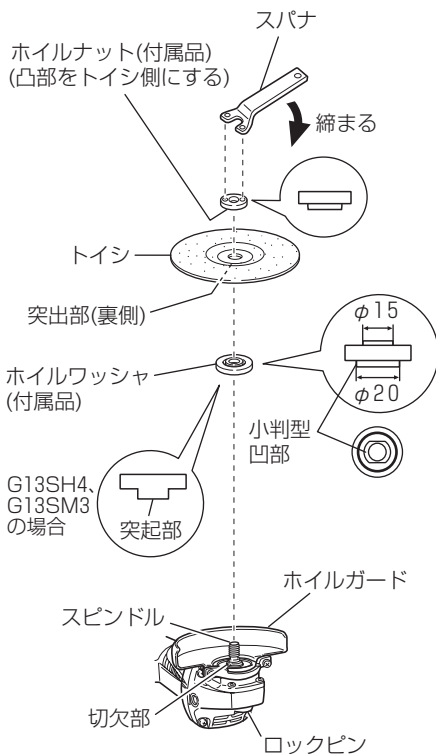 スパナ
ホイルナット(付属品)
(凸部をトイシ側にする)
締まる
トイシ
突出部(裏側)
φ15
ホイルワッシャ
(付属品)
φ20
小判型
凹部
G13SH4、
G13SM3
の場合
突起部
ホイルガード
スピンドル
切欠部
ロックピン